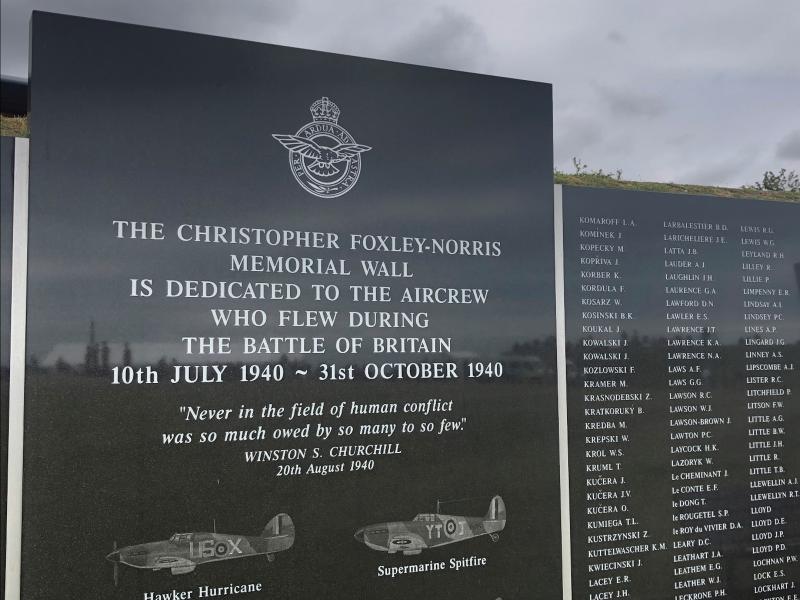 PER ARDUA AD ASTRA
THE CHRISTOPHER FOXLEY-NORRIS
MEMORIAL WALL
IS DEDICATED TO THE AIRCREW
WHO FLEW DURING
THE BATTLE OF BRITAIN
10th JULY 1940 ~ 31st OCTOBER 1940
"Never in the field of human conflict
was so much owed by so many to so few."
WINSTON S. CHURCHILL
20th August 1940
UP X
YT J
Hawker Hurricane
Supermarine Spitfire
KOMAROFF L.A.
KOMÍNEK J.
KOPECKY M.
KOPŘIVA J.
KORBER K.
KORDULA F.
KOSARZ W.
KOSINSKI B.K.
KOUKAL J.
KOWALSKI J.
KOWALSKI J.
KOZLOWSKI F.
KRAMER M.
KRASNODEBSKI Z.
KRATKORUKÝ B.
KREDBA M.
KREPSKI W.
KROL W.S.
KRUML T.
KUČERA J.
KUČERA J.V.
KUČERA O.
KUMIEGA T.L.
KUSTRZYNSKI Z.
KUTTELWASCHER K.M.
KWIECINSKI J.
LACEY E.R.
LACEY J.H.
LARBALESTIER B.D.
LARICHELIERE J.E.
LATTA J.B.
LAUDER A.J.
LAUGHLIN J.H.
LAURENCE G.A.
LAWFORD D.N.
LAWLER E.S.
LAWRENCE J.T.
LAWRENCE K.A.
LAWRENCE N.A.
LAWS A.F.
LAWS G.G.
LAWSON R.C.
LAWSON W.J.
LAWSON-BROWN J.
LAWTON P.C.
LAYCOCK H.K.
LAZORYK W.
Le CHEMINANT J.
Le CONTE E.F.
le DONG T.
le ROUGETEL S.P.
le ROY du VIVIER D.A.
LEARY D.C.
LEATHART J.A.
LEATHEM E.G.
LEATHER W.J.
LECKRONE P.H.
LEWIS R.G.
LEWIS W.G.
LEYLAND R.H.
LILLEY R.
LILLIE P.
LIMPENNY E.R.
LINDSAY A.I.
LINDSEY P.C.
LINES A.P.
LINGARD J.G.
LINNEY A.S.
LIPSCOMBE A.J.
LISTER R.C.
LITCHFIELD P.
LITSON F.W.
LITTLE A.G.
LITTLE B.W.
LITTLE J.H.
LITTLE R.
LITTLE T.B.
LLEWELLIN A.J.
LLEWELLYN R.T.
LLOYD
LLOYD D.E.
LLOYD J.P.
LLOYD P.D.
LOCHNAN P.W.
LOCK E.S.
LOCKHART J.